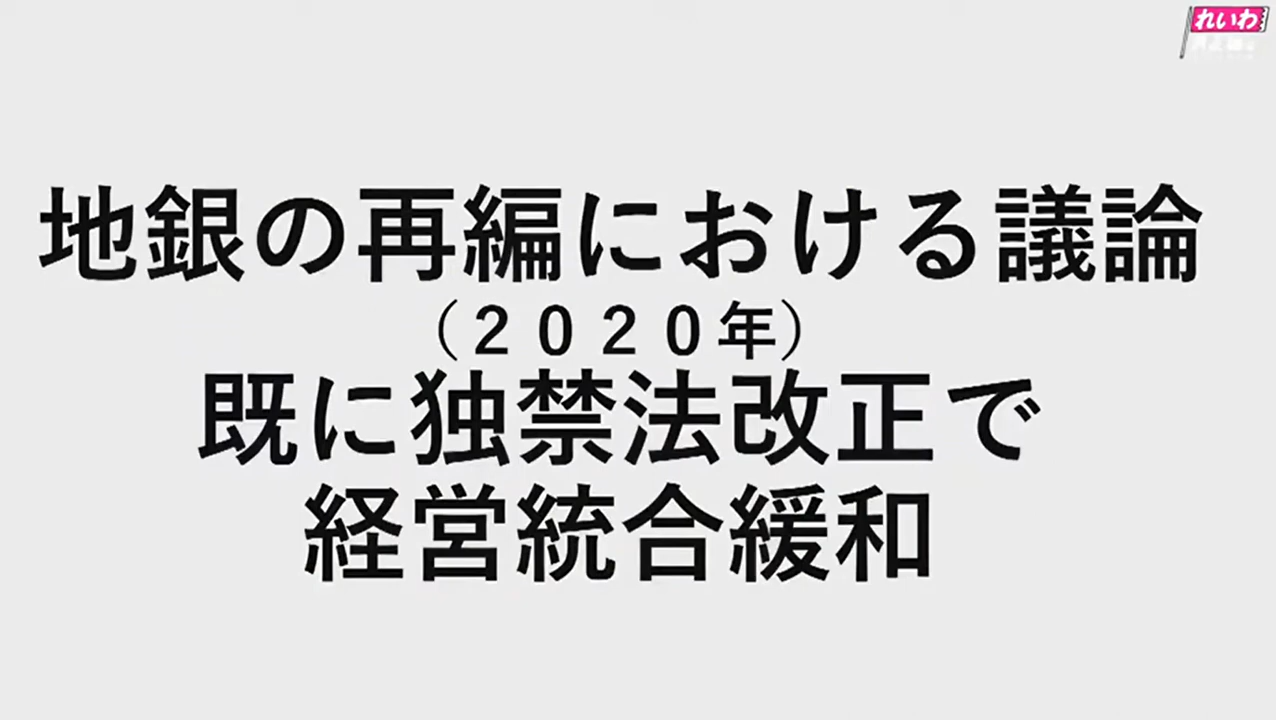 れいわ
地銀の再編における議論
（２０２０年）
既に独禁法改正で
経営統合緩和